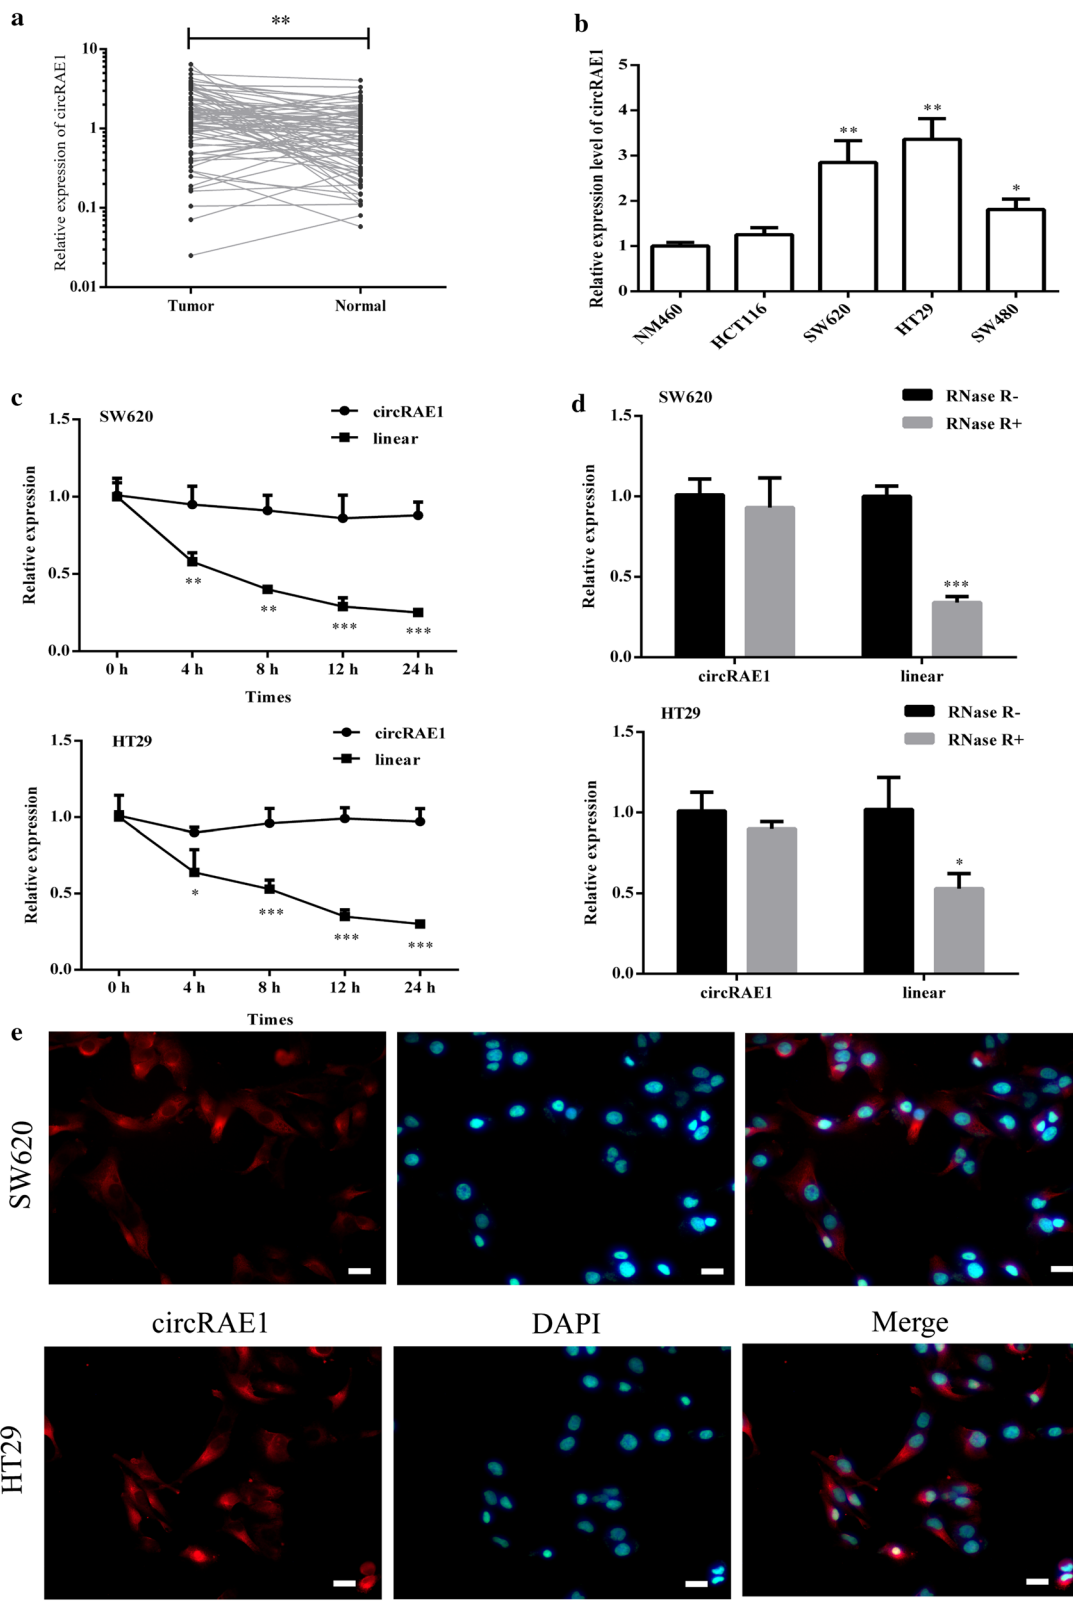 a
**
Relative expression of circRAE1
10
1
0.1
0.01
Tumor
Normal
b
Relative expression level of circRAE1
5
4
3
2
1
0
**
**
*
NM460
HCT116
SW620
HT29
SW480
c
SW620
circRAE1
linear
Relative expression
1.5
1.0
0.5
0.0
**
**
***
***
0 h
4 h
8 h
12 h
24 h
Times
HT29
circRAE1
linear
Relative expression
1.5
1.0
0.5
0.0
*
***
***
***
0 h
4 h
8 h
12 h
24 h
Times
d
SW620
RNase R-
RNase R+
Relative expression
1.5
1.0
0.5
0.0
***
circRAE1
linear
HT29
RNase R-
RNase R+
Relative expression
1.5
1.0
0.5
0.0
*
circRAE1
linear
e
SW620
circRAE1
DAPI
Merge
HT29